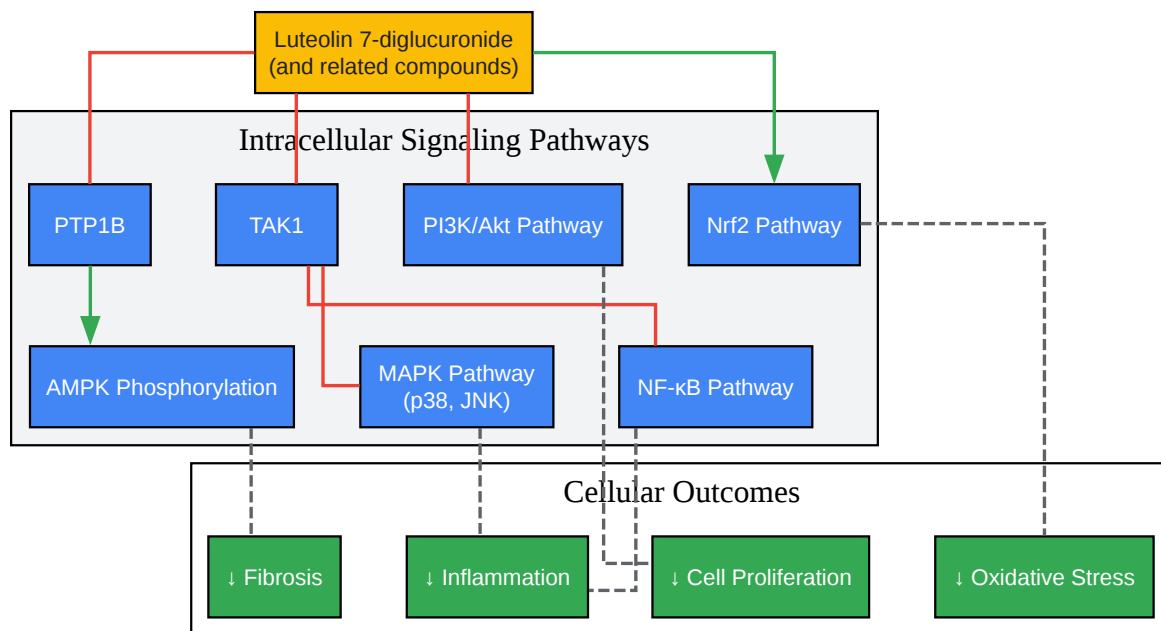 Luteolin 7-diglucuronide
(and related compounds)
Intracellular Signaling Pathways
PTP1B
TAK1
PI3K/Akt Pathway
Nrf2 Pathway
AMPK Phosphorylation
MAPK Pathway
(p38, JNK)
NF-κB Pathway
Cellular Outcomes
↓ Fibrosis
↓ Inflammation
↓ Cell Proliferation
↓ Oxidative Stress